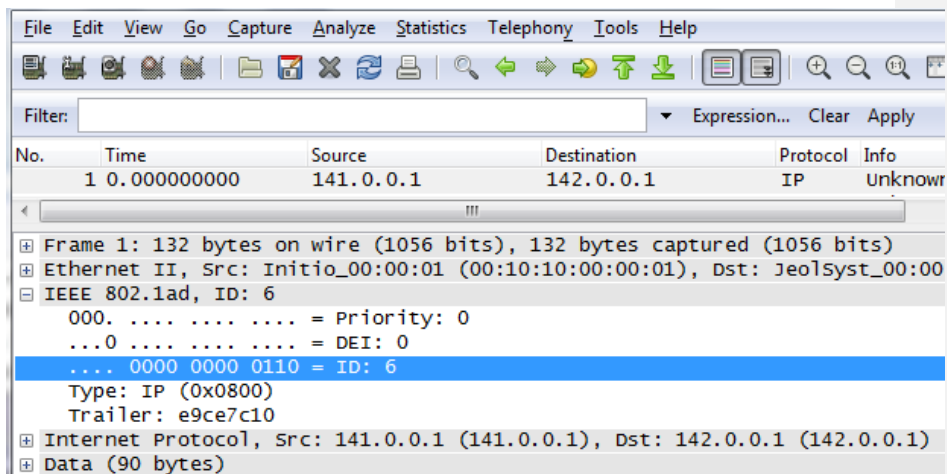 File Edit View Go Capture Analyze Statistics Telephony Tools Help
Filter: Expression... Clear Apply
No. Time Source Destination Protocol Info
1 0.000000000 141.0.0.1 142.0.0.1 IP Unknown
Frame 1: 132 bytes on wire (1056 bits), 132 bytes captured (1056 bits)
Ethernet II, Src: Initio_00:00:01 (00:10:10:00:00:01), Dst: JeolSyst_00:00
IEEE 802.1ad, ID: 6
000. .... .... .... = Priority: 0
...0 .... .... .... = DEI: 0
.... 0000 0000 0110 = ID: 6
Type: IP (0x0800)
Trailer: e9ce7c10
Internet Protocol, Src: 141.0.0.1 (141.0.0.1), Dst: 142.0.0.1 (142.0.0.1)
Data (90 bytes)